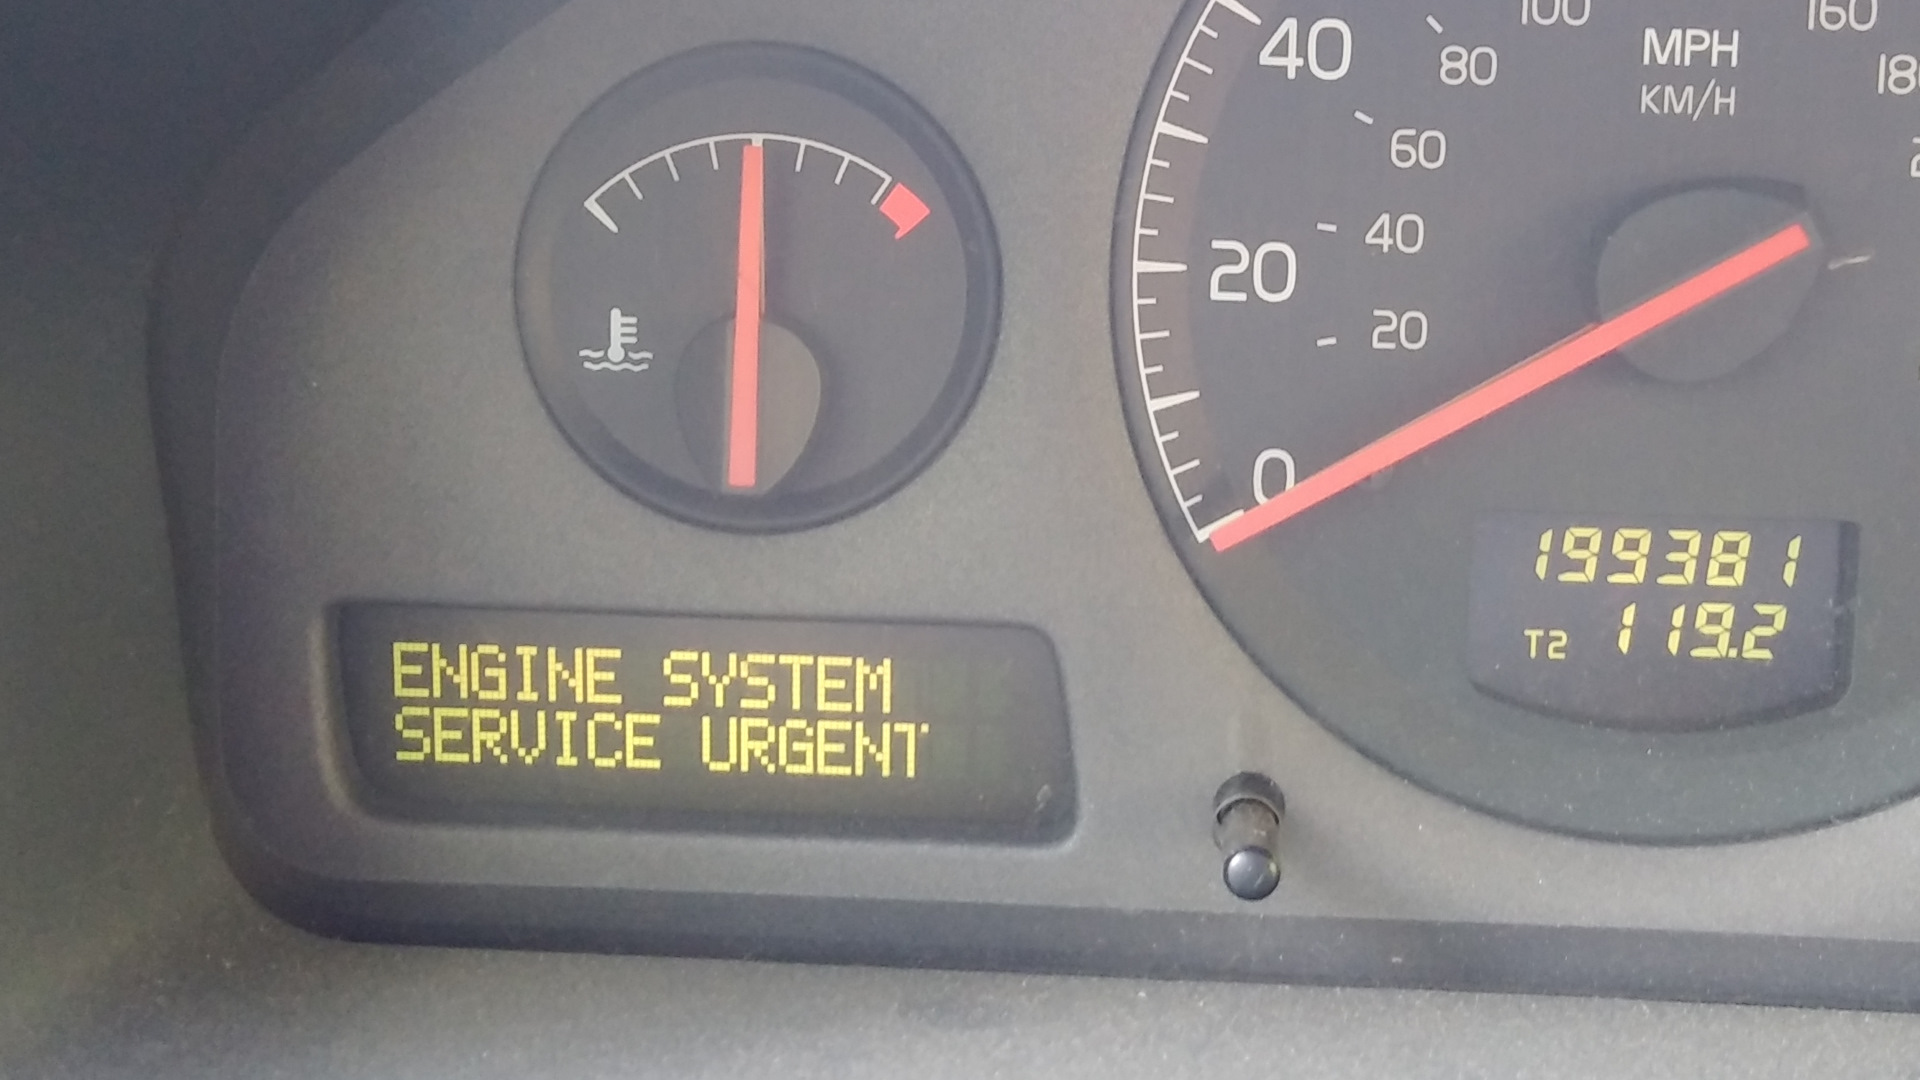 100
160
40
80
MPH
KM/H
60
20
40
20
0
199381
T2 119.2
ENGINE SYSTEM
SERVICE URGENT